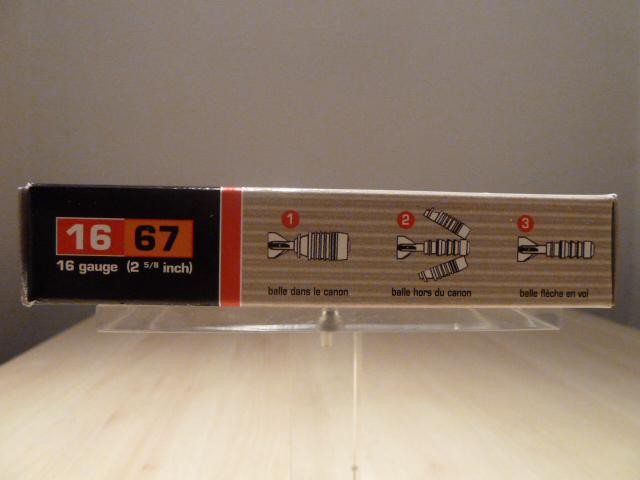 16 67
16 gauge (2 5/8 inch)
1
balle dans le canon
2
balle hors du canon
3
balle flèche en vol